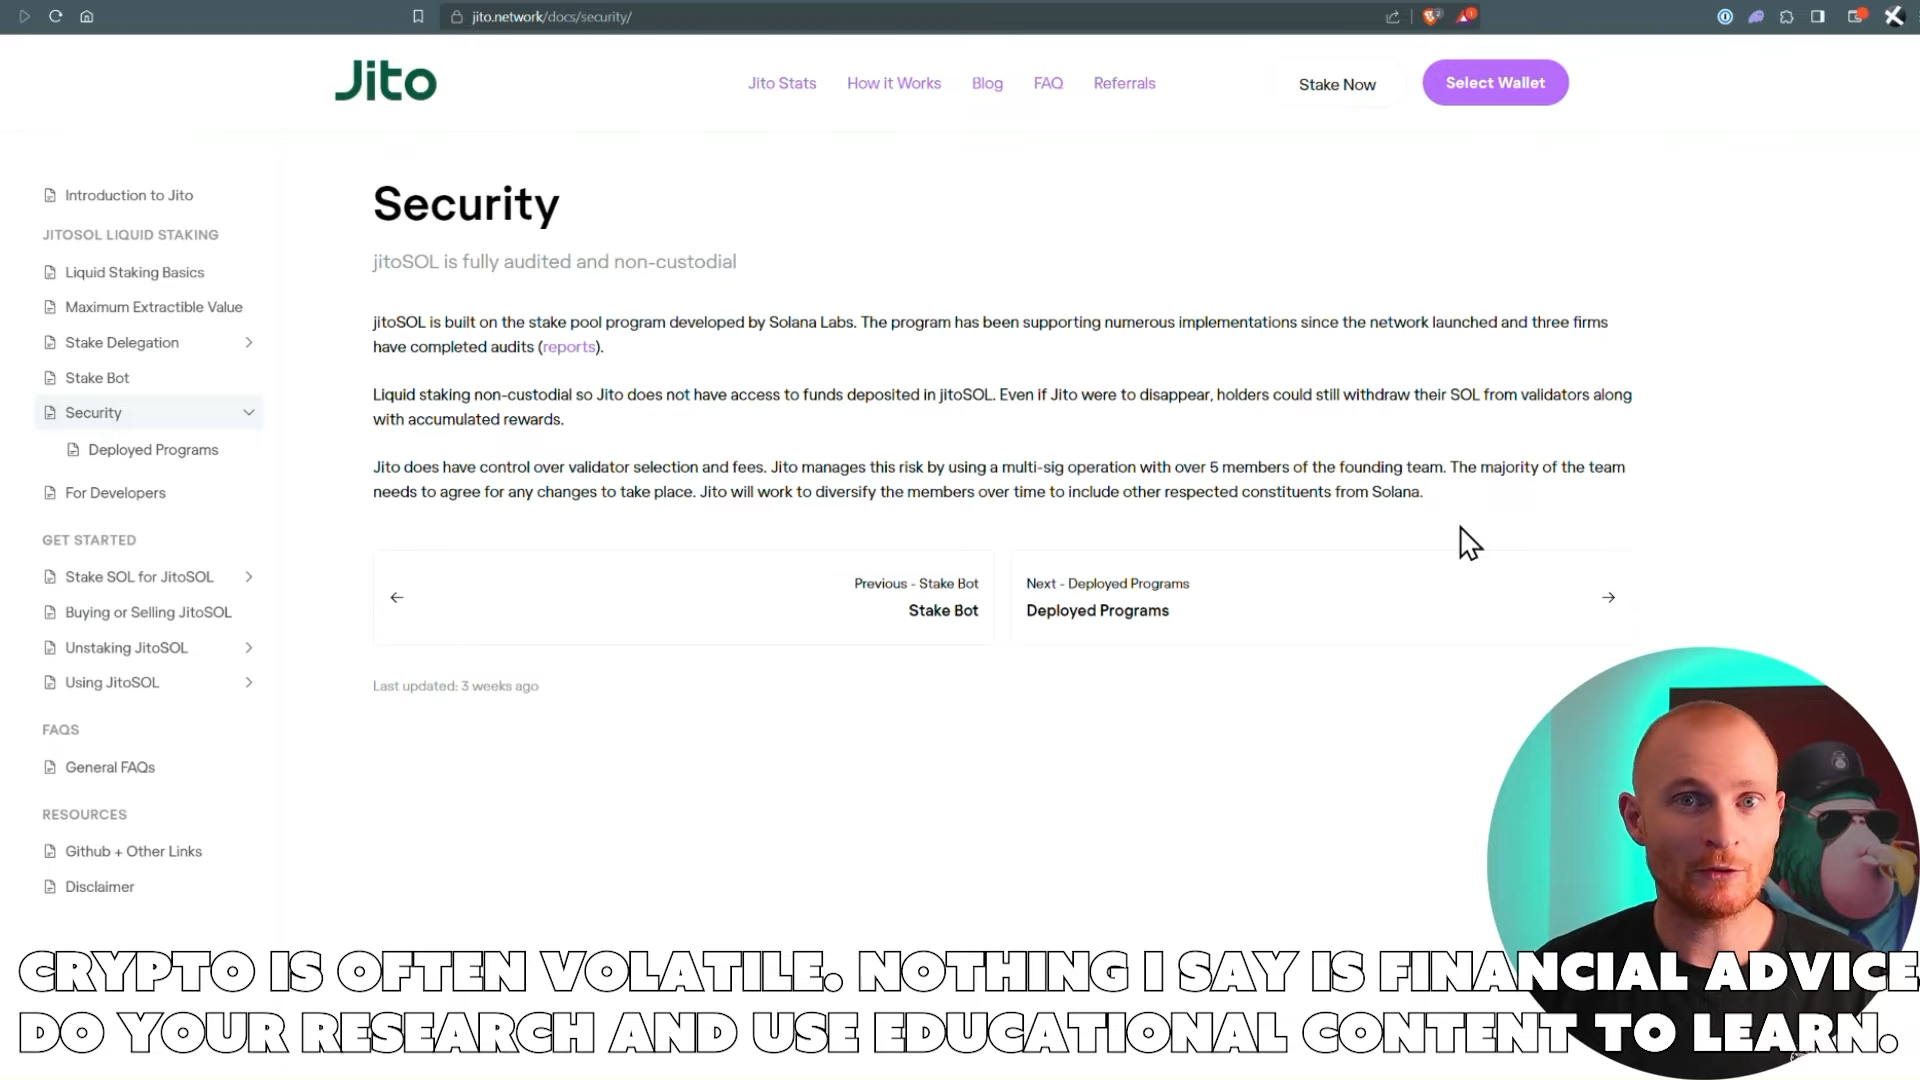 jito.network/docs/security/
Jito
Jito Stats
How it Works
Blog
FAQ
Referrals
Stake Now
Select Wallet
Introduction to Jito
JITOSOL LIQUID STAKING
Liquid Staking Basics
Maximum Extractible Value
Stake Delegation
Stake Bot
Security
Deployed Programs
For Developers
GET STARTED
Stake SOL for JitoSOL
Buying or Selling JitoSOL
Unstaking JitoSOL
Using JitoSOL
FAQS
General FAQs
RESOURCES
Github + Other Links
Disclaimer
Security
jitoSOL is fully audited and non-custodial
jitoSOL is built on the stake pool program developed by Solana Labs. The program has been supporting numerous implementations since the network launched and three firms
have completed audits (reports).
Liquid staking non-custodial so Jito does not have access to funds deposited in jitoSOL. Even if Jito were to disappear, holders could still withdraw their SOL from validators along
with accumulated rewards.
Jito does have control over validator selection and fees. Jito manages this risk by using a multi-sig operation with over 5 members of the founding team. The majority of the team
needs to agree for any changes to take place. Jito will work to diversify the members over time to include other respected constituents from Solana.
Previous - Stake Bot
Stake Bot
Next - Deployed Programs
Deployed Programs
Last updated: 3 weeks ago
CRYPTO IS OFTEN VOLATILE. NOTHING I SAY IS FINANCIAL ADVICE
DO YOUR RESEARCH AND USE EDUCATIONAL CONTENT TO LEARN.